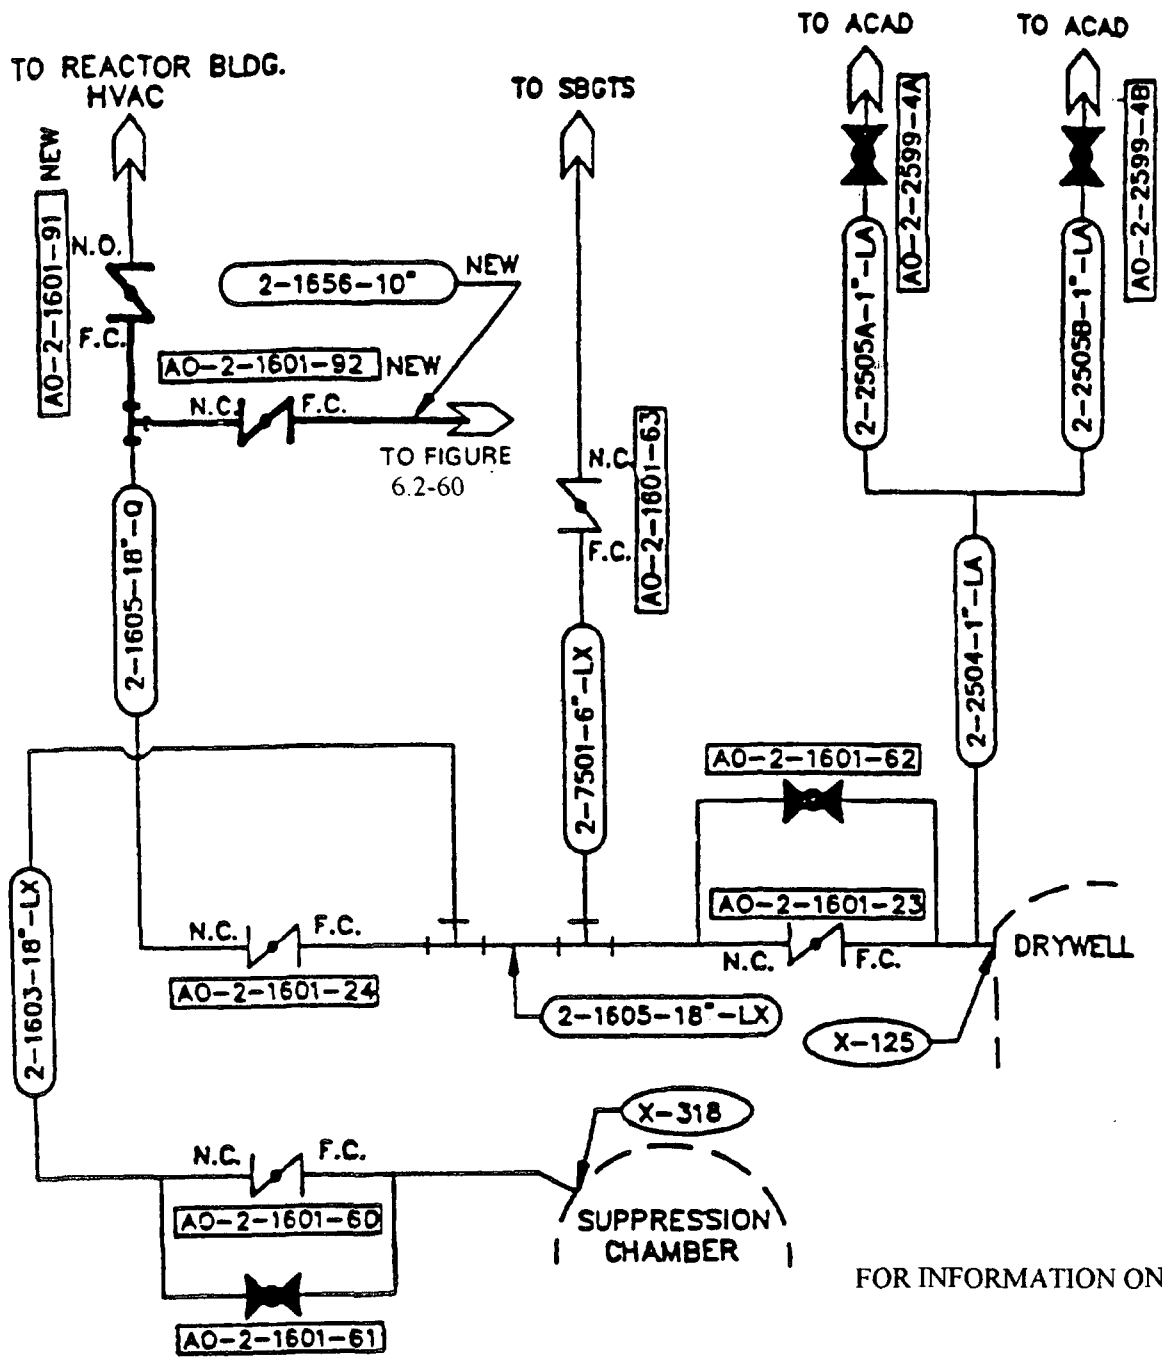 TO ACAD
TO ACAD
TO REACTOR BLDG.
HVAC
TO SBGTS
AO-2-1601-91 NEW
AO-2-2599-4A
AO-2-2599-4B
N.O.
F.C.
2-1656-10"
NEW
2-2505A-1"-LA
2-2505B-1"-LA
AO-2-1601-92 NEW
N.C. F.C.
TO FIGURE
6.2-60
N.C.
F.C.
AO-2-1601-63
2-1605-18"-Q
2-7501-6"-LX
2-2504-1"-LA
AO-2-1601-62
2-1603-18"-LX
N.C. F.C.
AO-2-1601-24
AO-2-1601-23
N.C. F.C.
DRYWELL
2-1605-18"-LX
X-125
X-318
N.C. F.C.
AO-2-1601-60
SUPPRESSION
CHAMBER
FOR INFORMATION ON
AO-2-1601-61